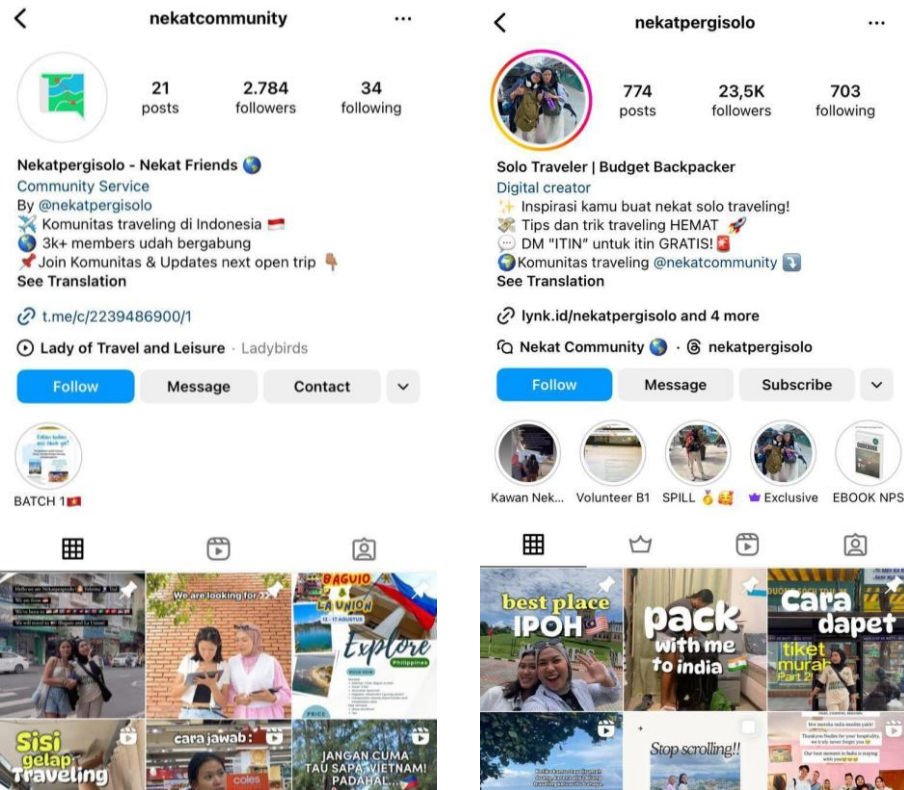 nekatcommunity
21 posts
2.784 followers
34 following
Nekatpergisolo - Nekat Friends 🌎
Community Service
By @nekatpergisolo
✈️ Komunitas traveling di Indonesia 🇮🇩
🌎 3k+ members udah bergabung
📌Join Komunitas & Updates next open trip 👇🏽
See Translation
t.me/c/2239486900/1
Lady of Travel and Leisure · Ladybirds
Follow
Message
Contact
BATCH 1🇻🇳
We are looking for
BAGUIO
&
LA UNION
13 - 17 AGUSTUS
Explore
Philippines
PRICE
Sisi
gelap
Traveling
cara jawab :
coles
JANGAN CUMA
TAU SAPA VIETNAM!
PADAHAL...
nekatpergisolo
774 posts
23,5K followers
703 following
Solo Traveler | Budget Backpacker
Digital creator
✨ Inspirasi kamu buat nekat solo traveling!
💸 Tips dan trik traveling HEMAT 🚀
💬 DM "ITIN" untuk itin GRATIS!🚨
🌍Komunitas traveling @nekatcommunity ⤵️
See Translation
lynk.id/nekatpergisolo and 4 more
Nekat Community 🌎 · nekatpergisolo
Follow
Message
Subscribe
Kawan Nek...
Volunteer B1
SPILL 🏅🥰
Exclusive
EBOOK NPS
best place
IPOH 🇲🇾
pack
with me
to india 🇮🇳
cara
dapet
tiket
murah
Part 2
Stop scrolling!!